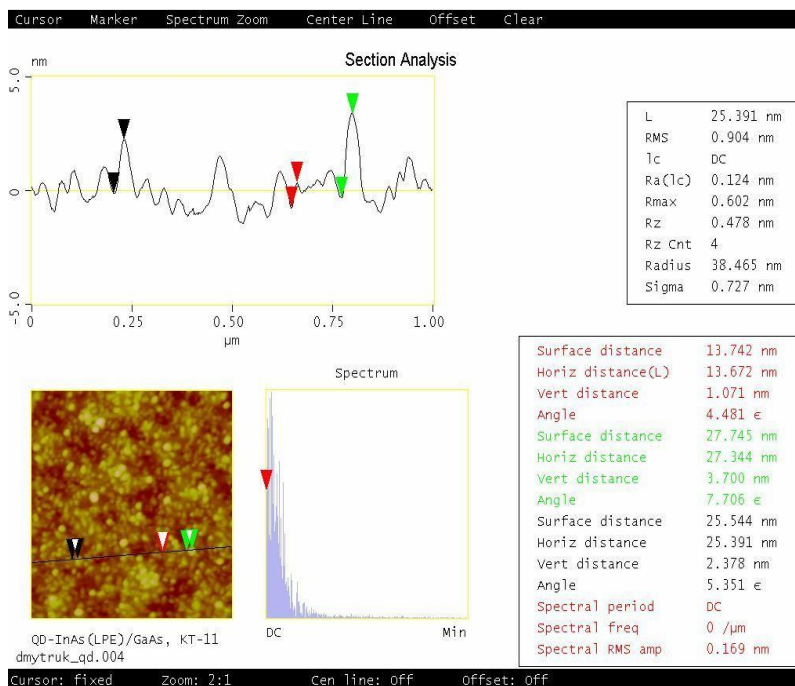 Cursor Marker Spectrum Zoom Center Line Offset Clear
nm
Section Analysis
5.0
0
-5.0
0 0.25 0.50 0.75 1.00
µm
L 25.391 nm
RMS 0.904 nm
lc DC
Ra(lc) 0.124 nm
Rmax 0.602 nm
Rz 0.478 nm
Rz Cnt 4
Radius 38.465 nm
Sigma 0.727 nm
Spectrum
DC Min
Surface distance 13.742 nm
Horiz distance(L) 13.672 nm
Vert distance 1.071 nm
Angle 4.481 є
Surface distance 27.745 nm
Horiz distance 27.344 nm
Vert distance 3.700 nm
Angle 7.706 є
Surface distance 25.544 nm
Horiz distance 25.391 nm
Vert distance 2.378 nm
Angle 5.351 є
Spectral period DC
Spectral freq 0 /µm
Spectral RMS amp 0.169 nm
QD-InAs(LPE)/GaAs, KT-11
dmytruk_qd.004
Cursor: fixed Zoom: 2:1 Cen line: Off Offset: Off